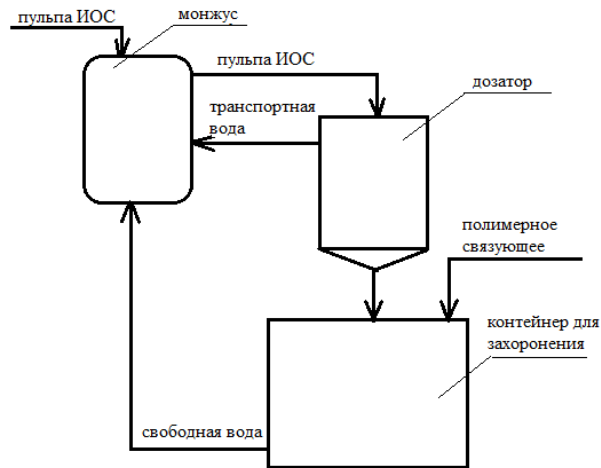 пульпа ИОС
монжус
пульпа ИОС
дозатор
транспортная
вода
полимерное
связующее
контейнер для
захоронения
свободная вода